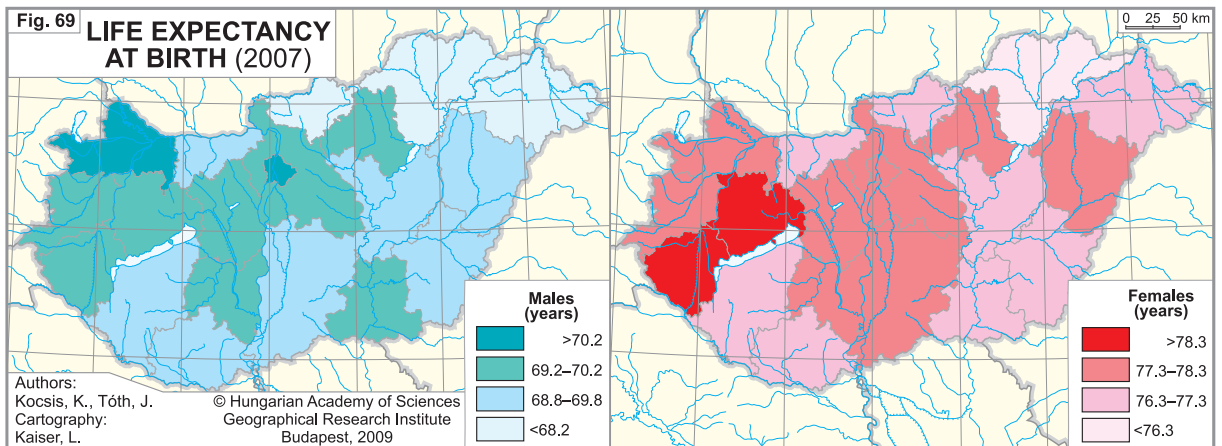 Fig. 69
LIFE EXPECTANCY
AT BIRTH (2007)
0 25 50 km
Males
(years)
>70.2
69.2–70.2
68.8–69.8
<68.2
Females
(years)
>78.3
77.3–78.3
76.3–77.3
<76.3
Authors:
Kocsis, K., Tóth, J.
Cartography:
Kaiser, L.
© Hungarian Academy of Sciences
Geographical Research Institute
Budapest, 2009